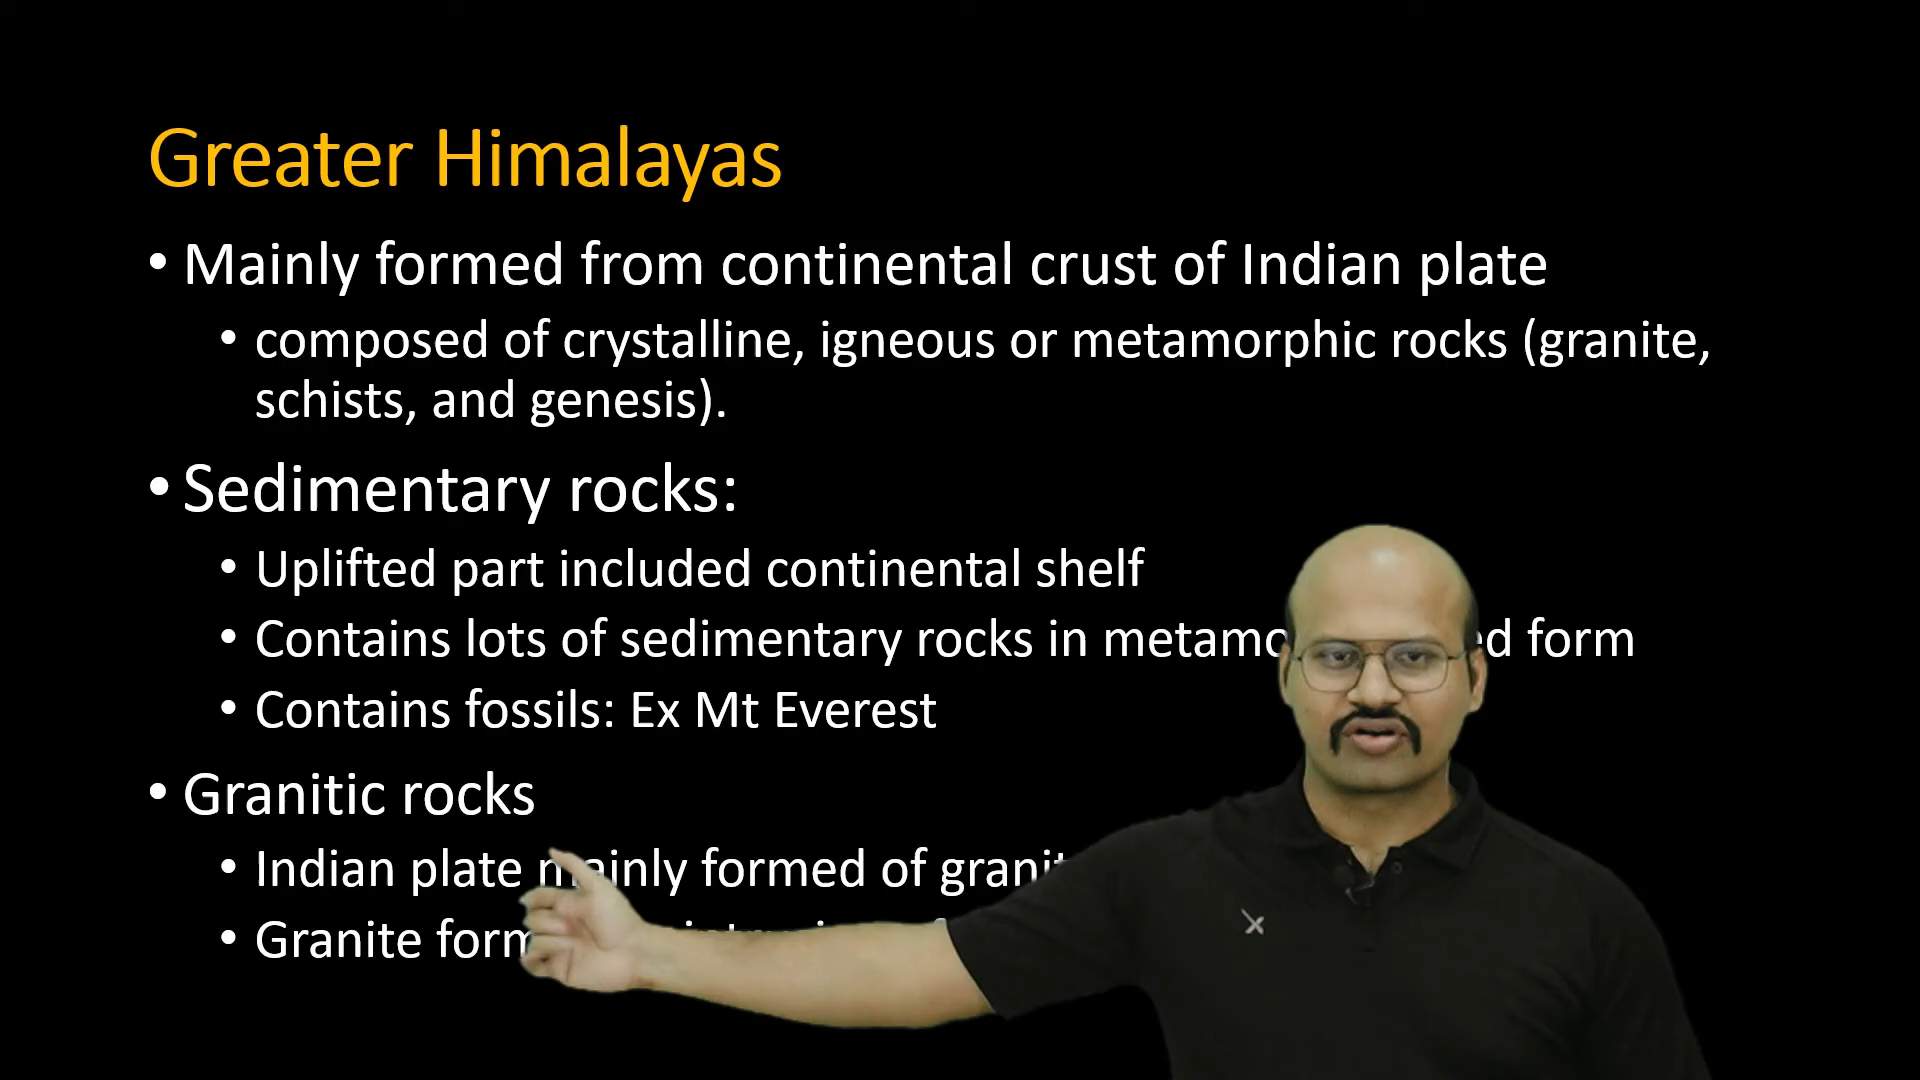 Greater Himalayas
• Mainly formed from continental crust of Indian plate
• composed of crystalline, igneous or metamorphic rocks (granite,
schists, and genesis).
• Sedimentary rocks:
• Uplifted part included continental shelf
• Contains lots of sedimentary rocks in form
• Contains fossils: Ex Mt Everest
• Granitic rocks
• Indian plate mainly formed of
• Granite